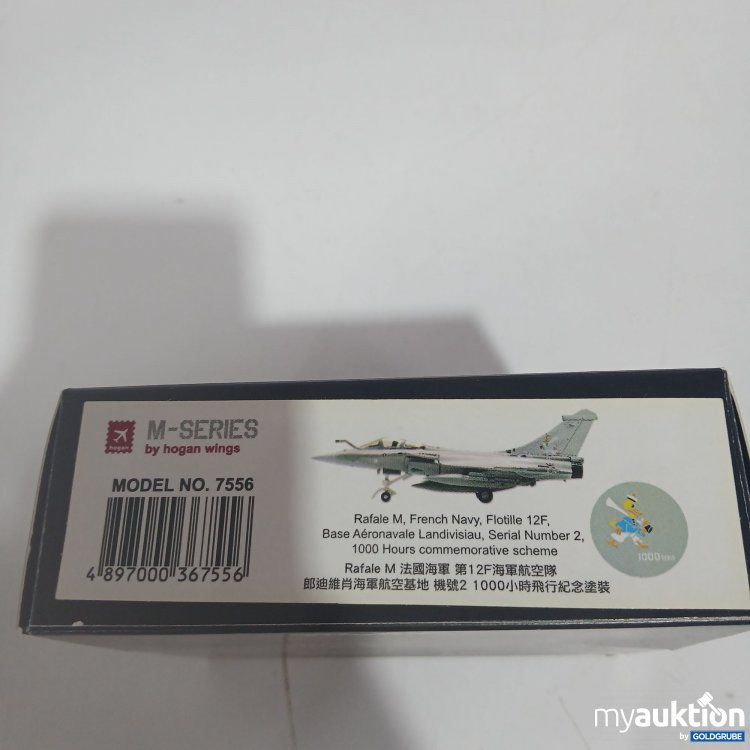 hogan
M-SERIES
by hogan wings
MODEL NO. 7556
4 897000 367556
Rafale M, French Navy, Flotille 12F,
Base Aéronavale Landivisiau, Serial Number 2,
1000 Hours commemorative scheme
Rafale M 法國海軍 第12F海軍航空隊
郎迪維肖海軍航空基地 機號2 1000小時飛行紀念塗裝
1000
myauktion
by GOLDGRUBE